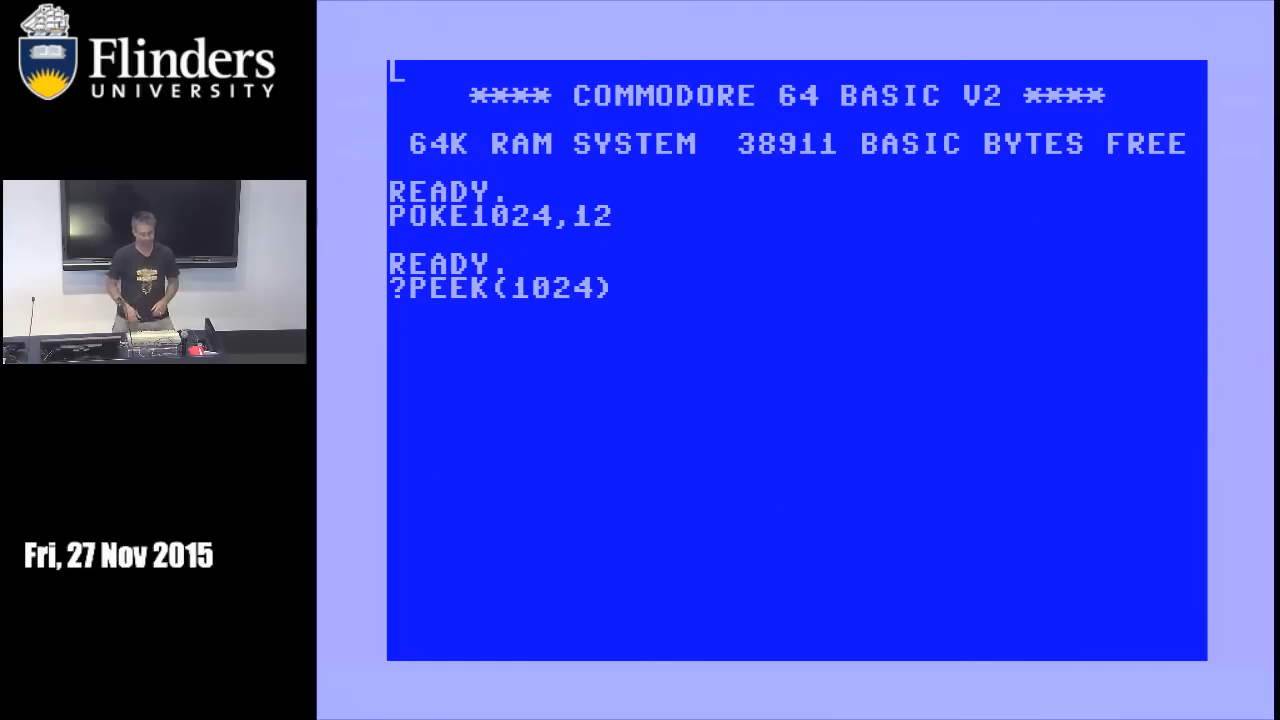 Flinders
UNIVERSITY
Fri, 27 Nov 2015
L
**** COMMODORE 64 BASIC V2 ****
64K RAM SYSTEM  38911 BASIC BYTES FREE
READY.
POKE1024,12
READY.
?PEEK(1024)